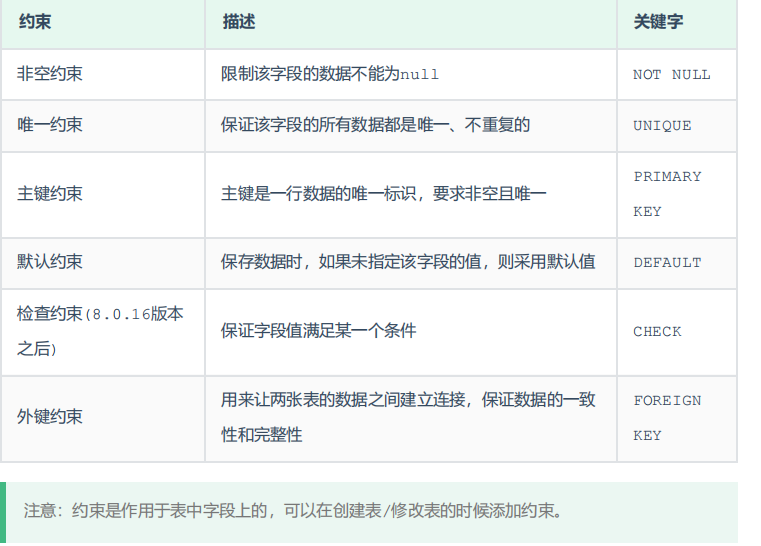 约束 描述 关键字
非空约束 限制该字段的数据不能为null NOT NULL
唯一约束 保证该字段的所有数据都是唯一、不重复的 UNIQUE
主键约束 主键是一行数据的唯一标识，要求非空且唯一 PRIMARY
KEY
默认约束 保存数据时，如果未指定该字段的值，则采用默认值 DEFAULT
检查约束(8.0.16版本
之后) 保证字段值满足某一个条件 CHECK
外键约束 用来让两张表的数据之间建立连接，保证数据的一致 FOREIGN
性和完整性 KEY
注意：约束是作用于表中字段上的，可以在创建表/修改表的时候添加约束。